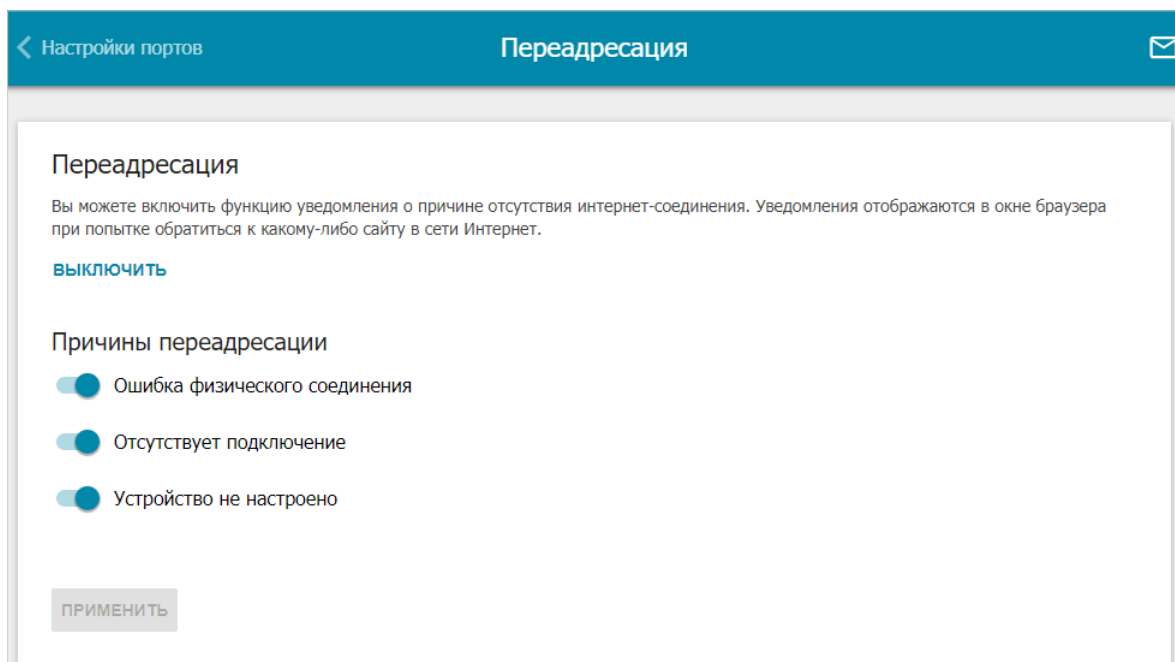 Настройки портов
Переадресация
Переадресация
Вы можете включить функцию уведомления о причине отсутствия интернет-соединения. Уведомления отображаются в окне браузера
при попытке обратиться к какому-либо сайту в сети Интернет.
ВЫКЛЮЧИТЬ
Причины переадресации
Ошибка физического соединения
Отсутствует подключение
Устройство не настроено
ПРИМЕНИТЬ